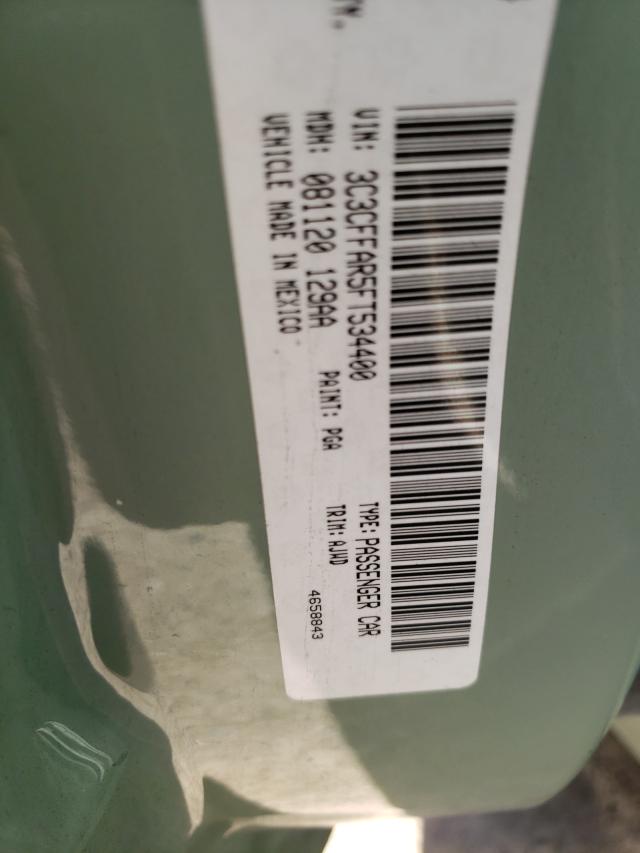 VIN: 3C3CFFAR5FT534400 TYPE: PASSENGER CAR
MDH: 081120 129AA PAINT: PGA TRIM: AJWD
VEHICLE MADE IN MEXICO
4658843